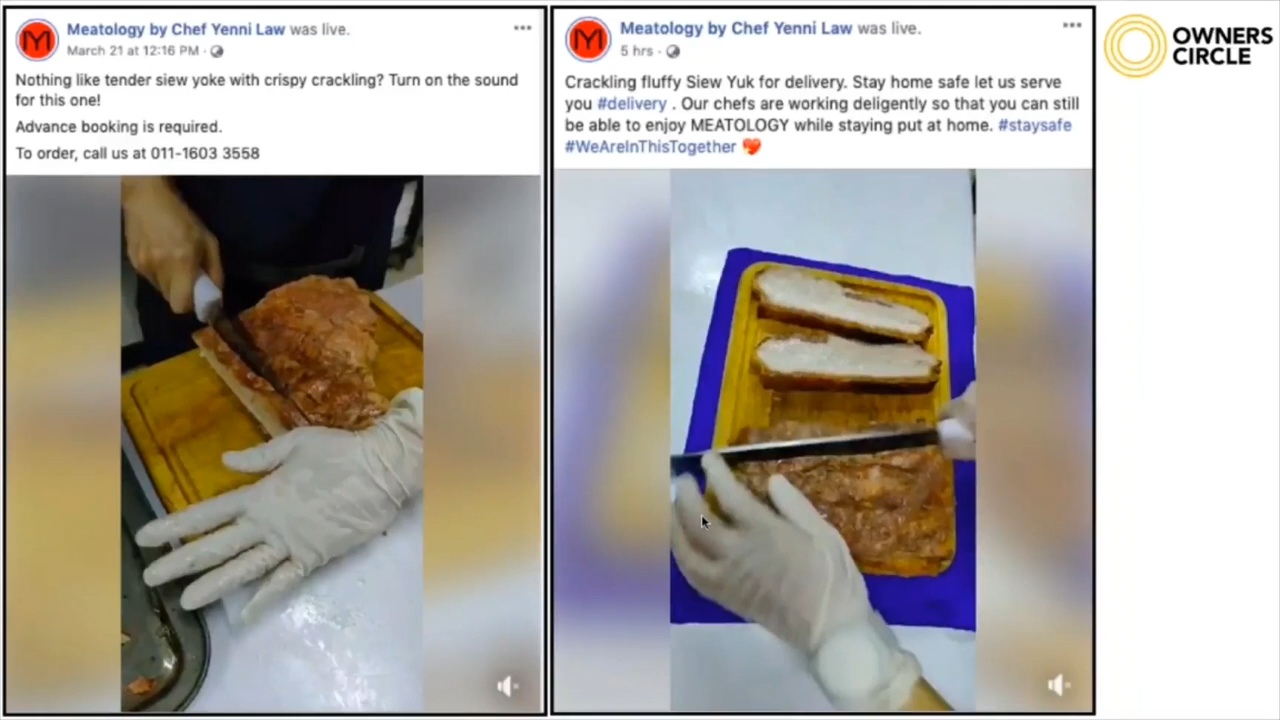 Meatology by Chef Yenni Law was live.
March 21 at 12:16 PM ·
Nothing like tender siew yoke with crispy crackling? Turn on the sound
for this one!
Advance booking is required.
To order, call us at 011-1603 3558
Meatology by Chef Yenni Law was live.
5 hrs ·
Crackling fluffy Siew Yuk for delivery. Stay home safe let us serve
you #delivery . Our chefs are working deligently so that you can still
be able to enjoy MEATOLOGY while staying put at home. #staysafe
#WeAreInThisTogether ❤️
OWNERS
CIRCLE